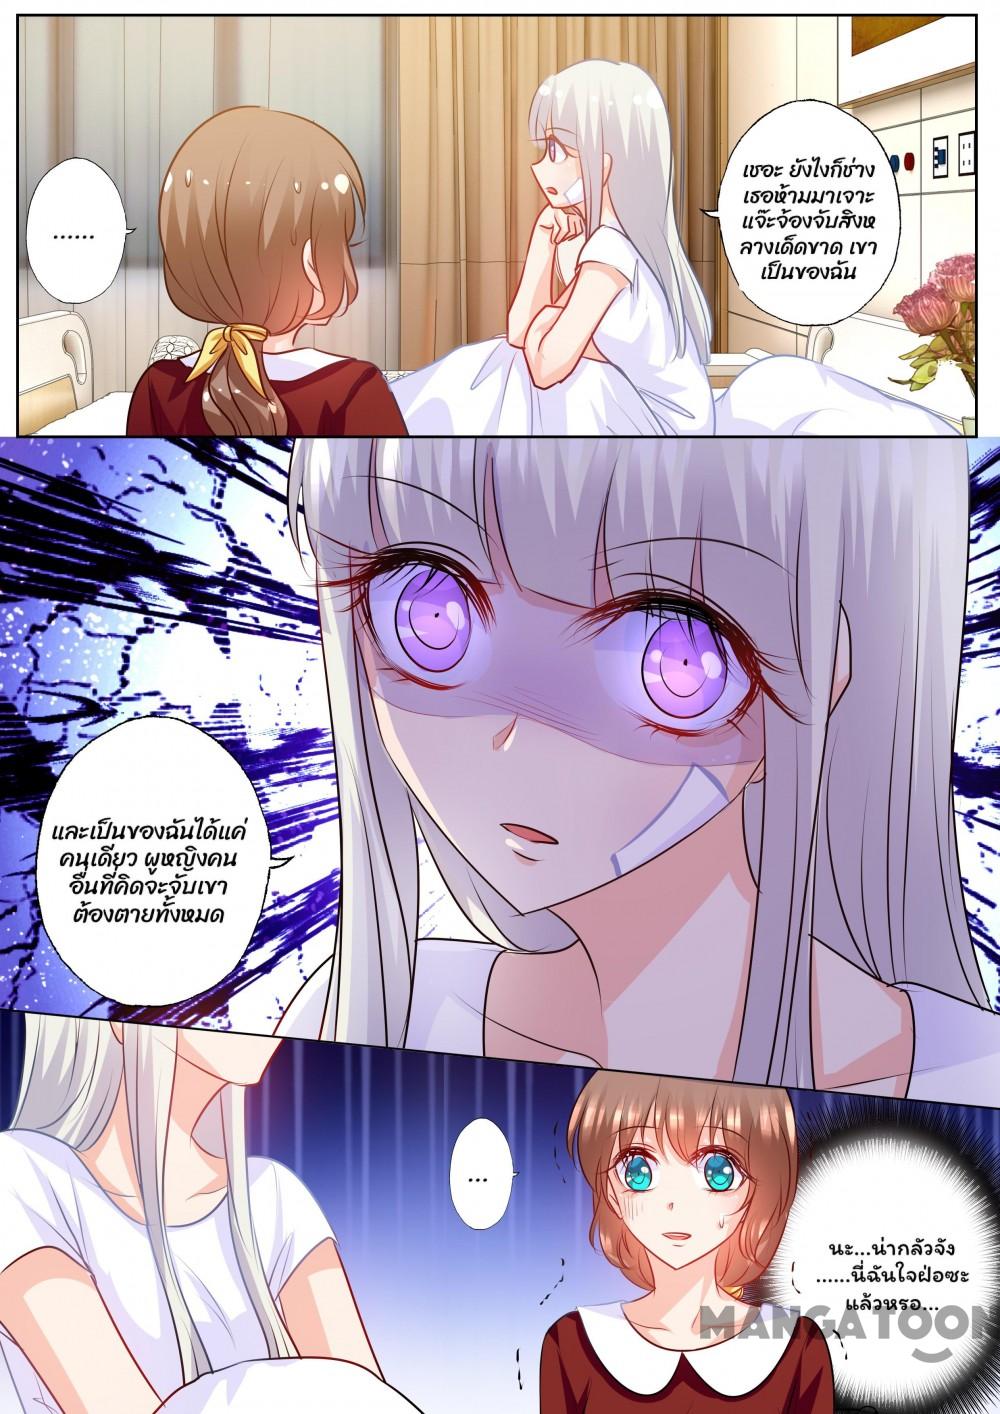 ......
เชอะ ยังไงก็ช่าง
เธอห้ามมาเจาะ
แจ๊ะจ้องจับสิงห
ลางเด็ดขาด เขา
เป็นของฉัน
และเป็นของฉันได้แค่
คนเดียว ผู้หญิงคน
อื่นที่คิดจะจับเขา
ต้องตายทั้งหมด
...
นะ...น่ากลัวจัง
......นี่ฉันใจฝ่อซะ
แล้วหรอ...
MANGATOON